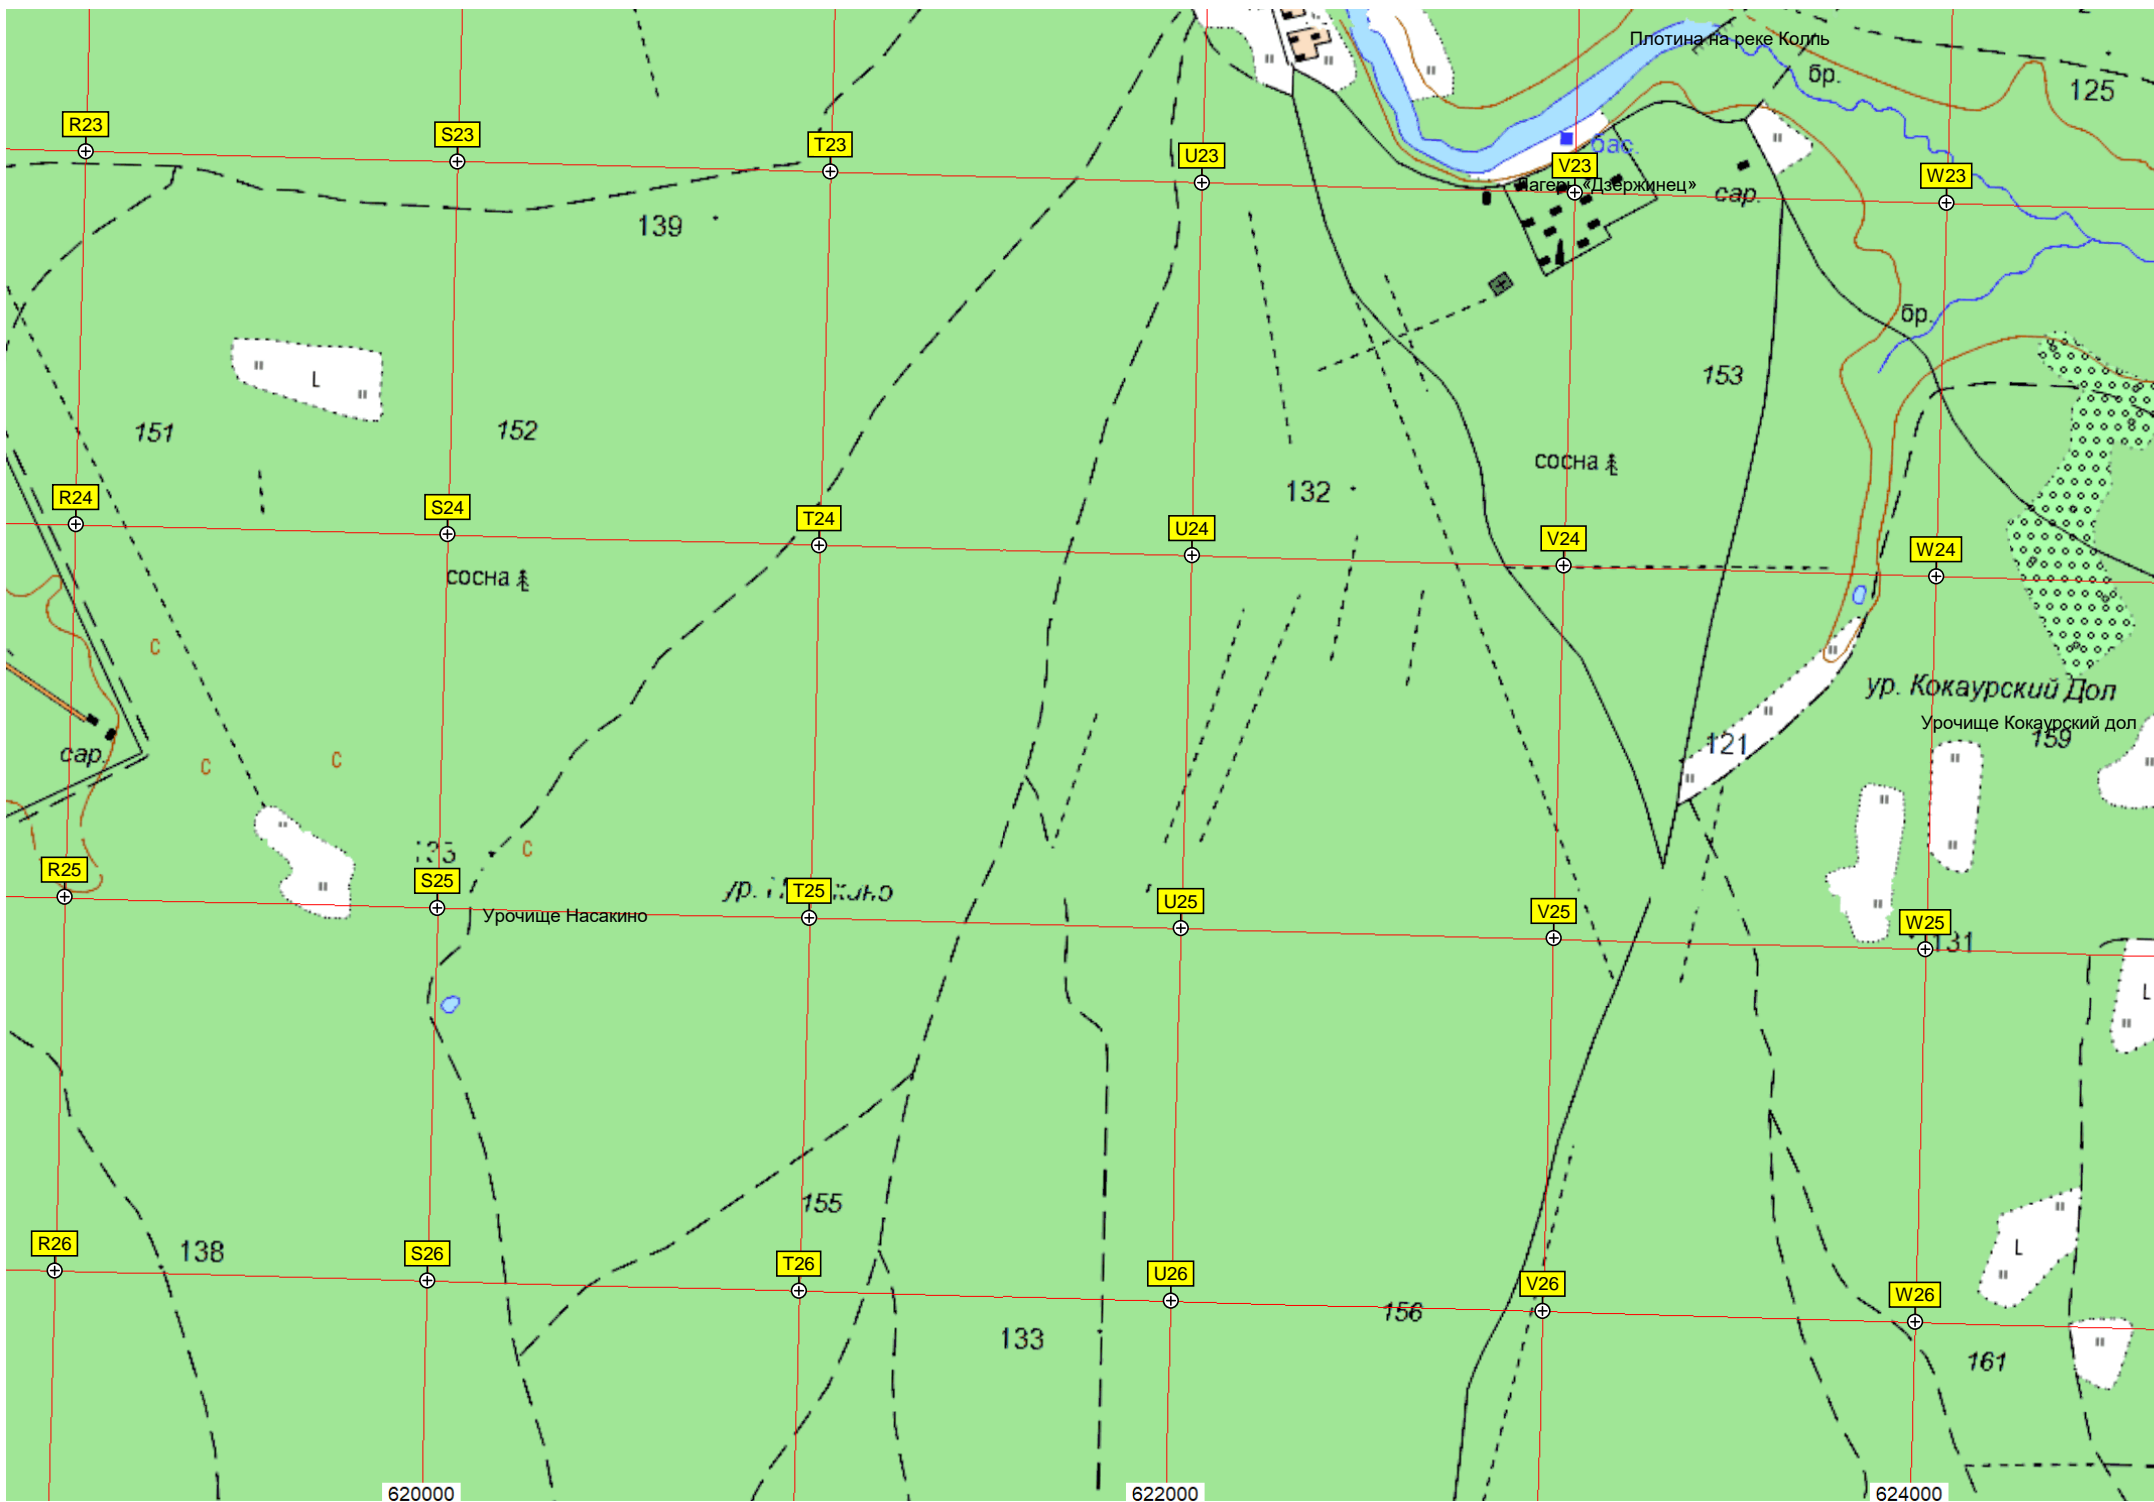 Плотина на реке Колпь
бр.
125
R23
S23
T23
U23
бас.
V23
W23
Лагерь «Дзержинец»
сар.
139
бр.
L
153
151
152
сосна
132
R24
S24
T24
U24
V24
W24
сосна
с
ур. Кокаурский Дол
Урочище Кокаурский дол
121
159
сар.
с
с
135
с
R25
S25
T25
U25
V25
W25
ур.
кино
Урочище Насакино
131
L
155
R26
138
S26
T26
U26
V26
W26
L
156
133
161
620000
622000
624000